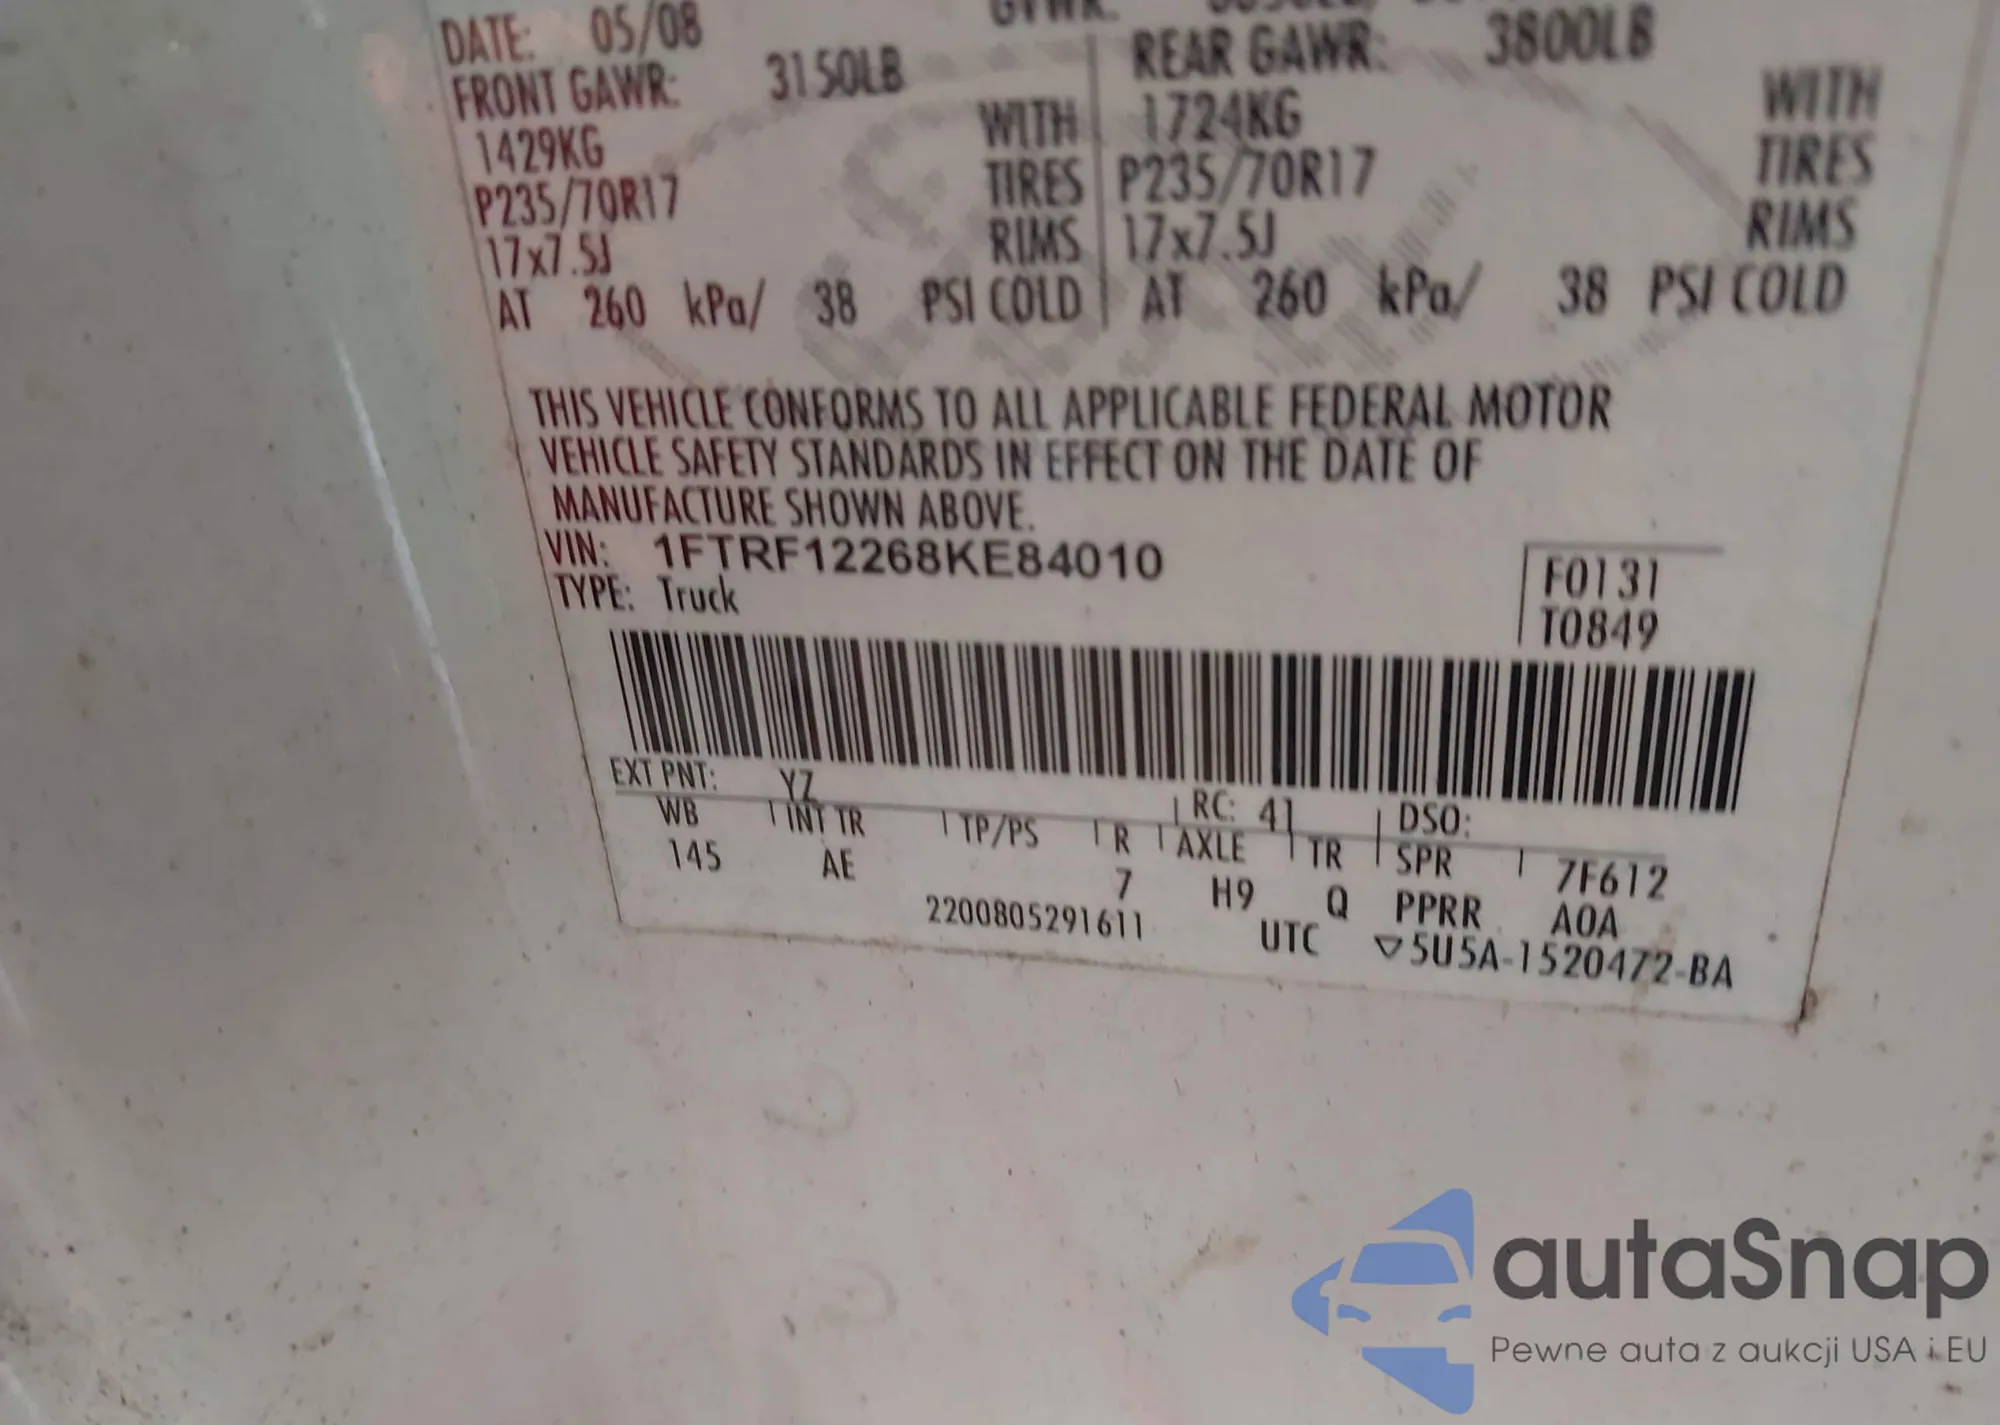 DATE: 05/08
FRONT GAWR: 3150LB REAR GAWR: 3800LB
1429KG WITH 1724KG WITH
P235/70R17 TIRES P235/70R17 TIRES
17x7.5J RIMS 17x7.5J RIMS
AT 260 kPa/ 38 PSI COLD AT 260 kPa/ 38 PSI COLD
THIS VEHICLE CONFORMS TO ALL APPLICABLE FEDERAL MOTOR
VEHICLE SAFETY STANDARDS IN EFFECT ON THE DATE OF
MANUFACTURE SHOWN ABOVE.
VIN: 1FTRF12268KE84010 F0131
TYPE: Truck T0849
EXT PNT: YZ RC: 41 DSO:
WB INT TR TP/PS R AXLE TR SPR 7F612
145 AE 7 H9 Q PPRR A0A
2200805291611 UTC ▽5U5A-1520472-BA
autaSnap
Pewne auta z aukcji USA i EU